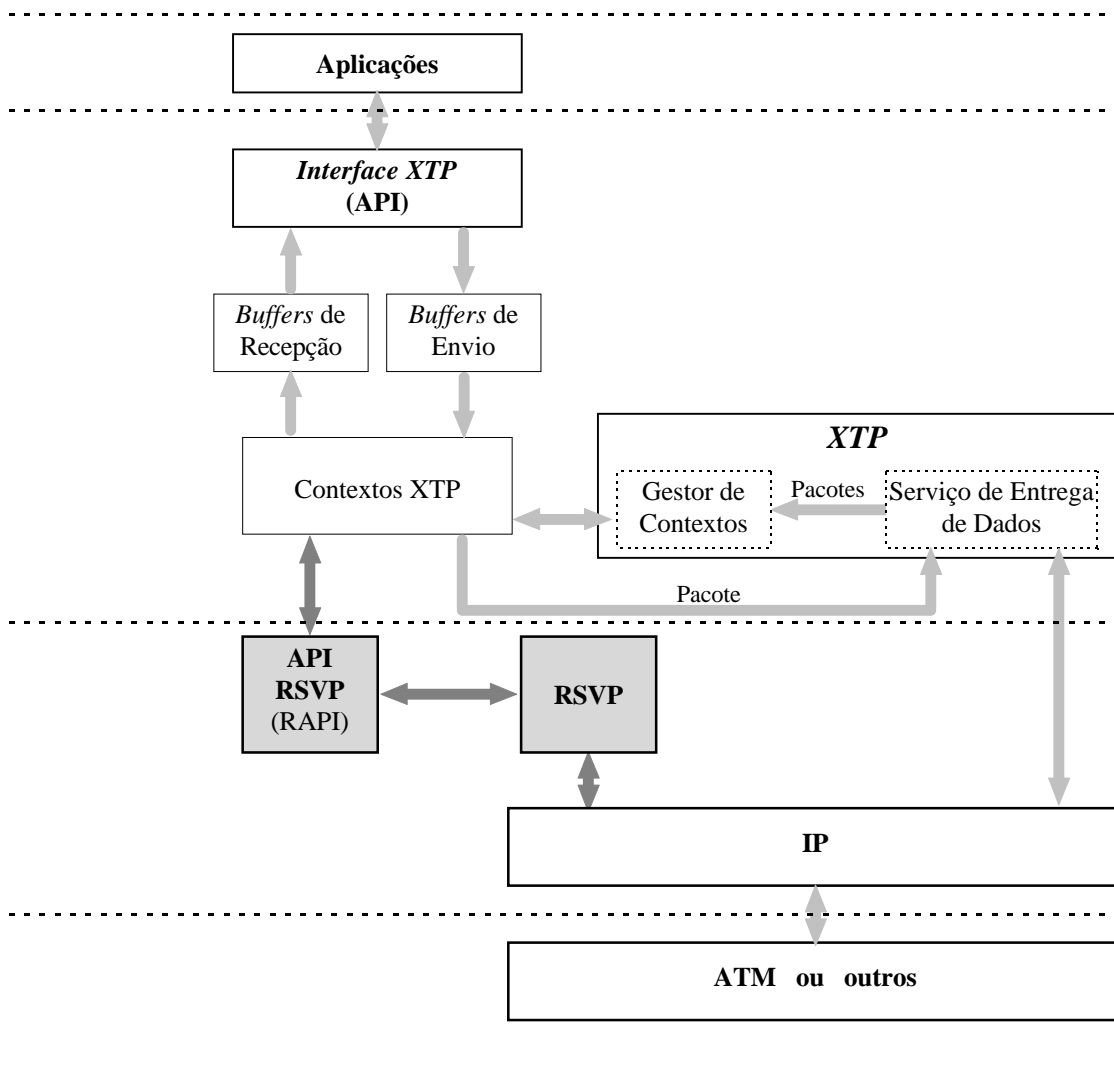 Aplicações
Interface XTP
(API)
Buffers de
Recepção
Buffers de
Envio
XTP
Contextos XTP
Gestor de
Contextos
Pacotes
Serviço de Entrega
de Dados
Pacote
API
RSVP
(RAPI)
RSVP
IP
ATM ou outros